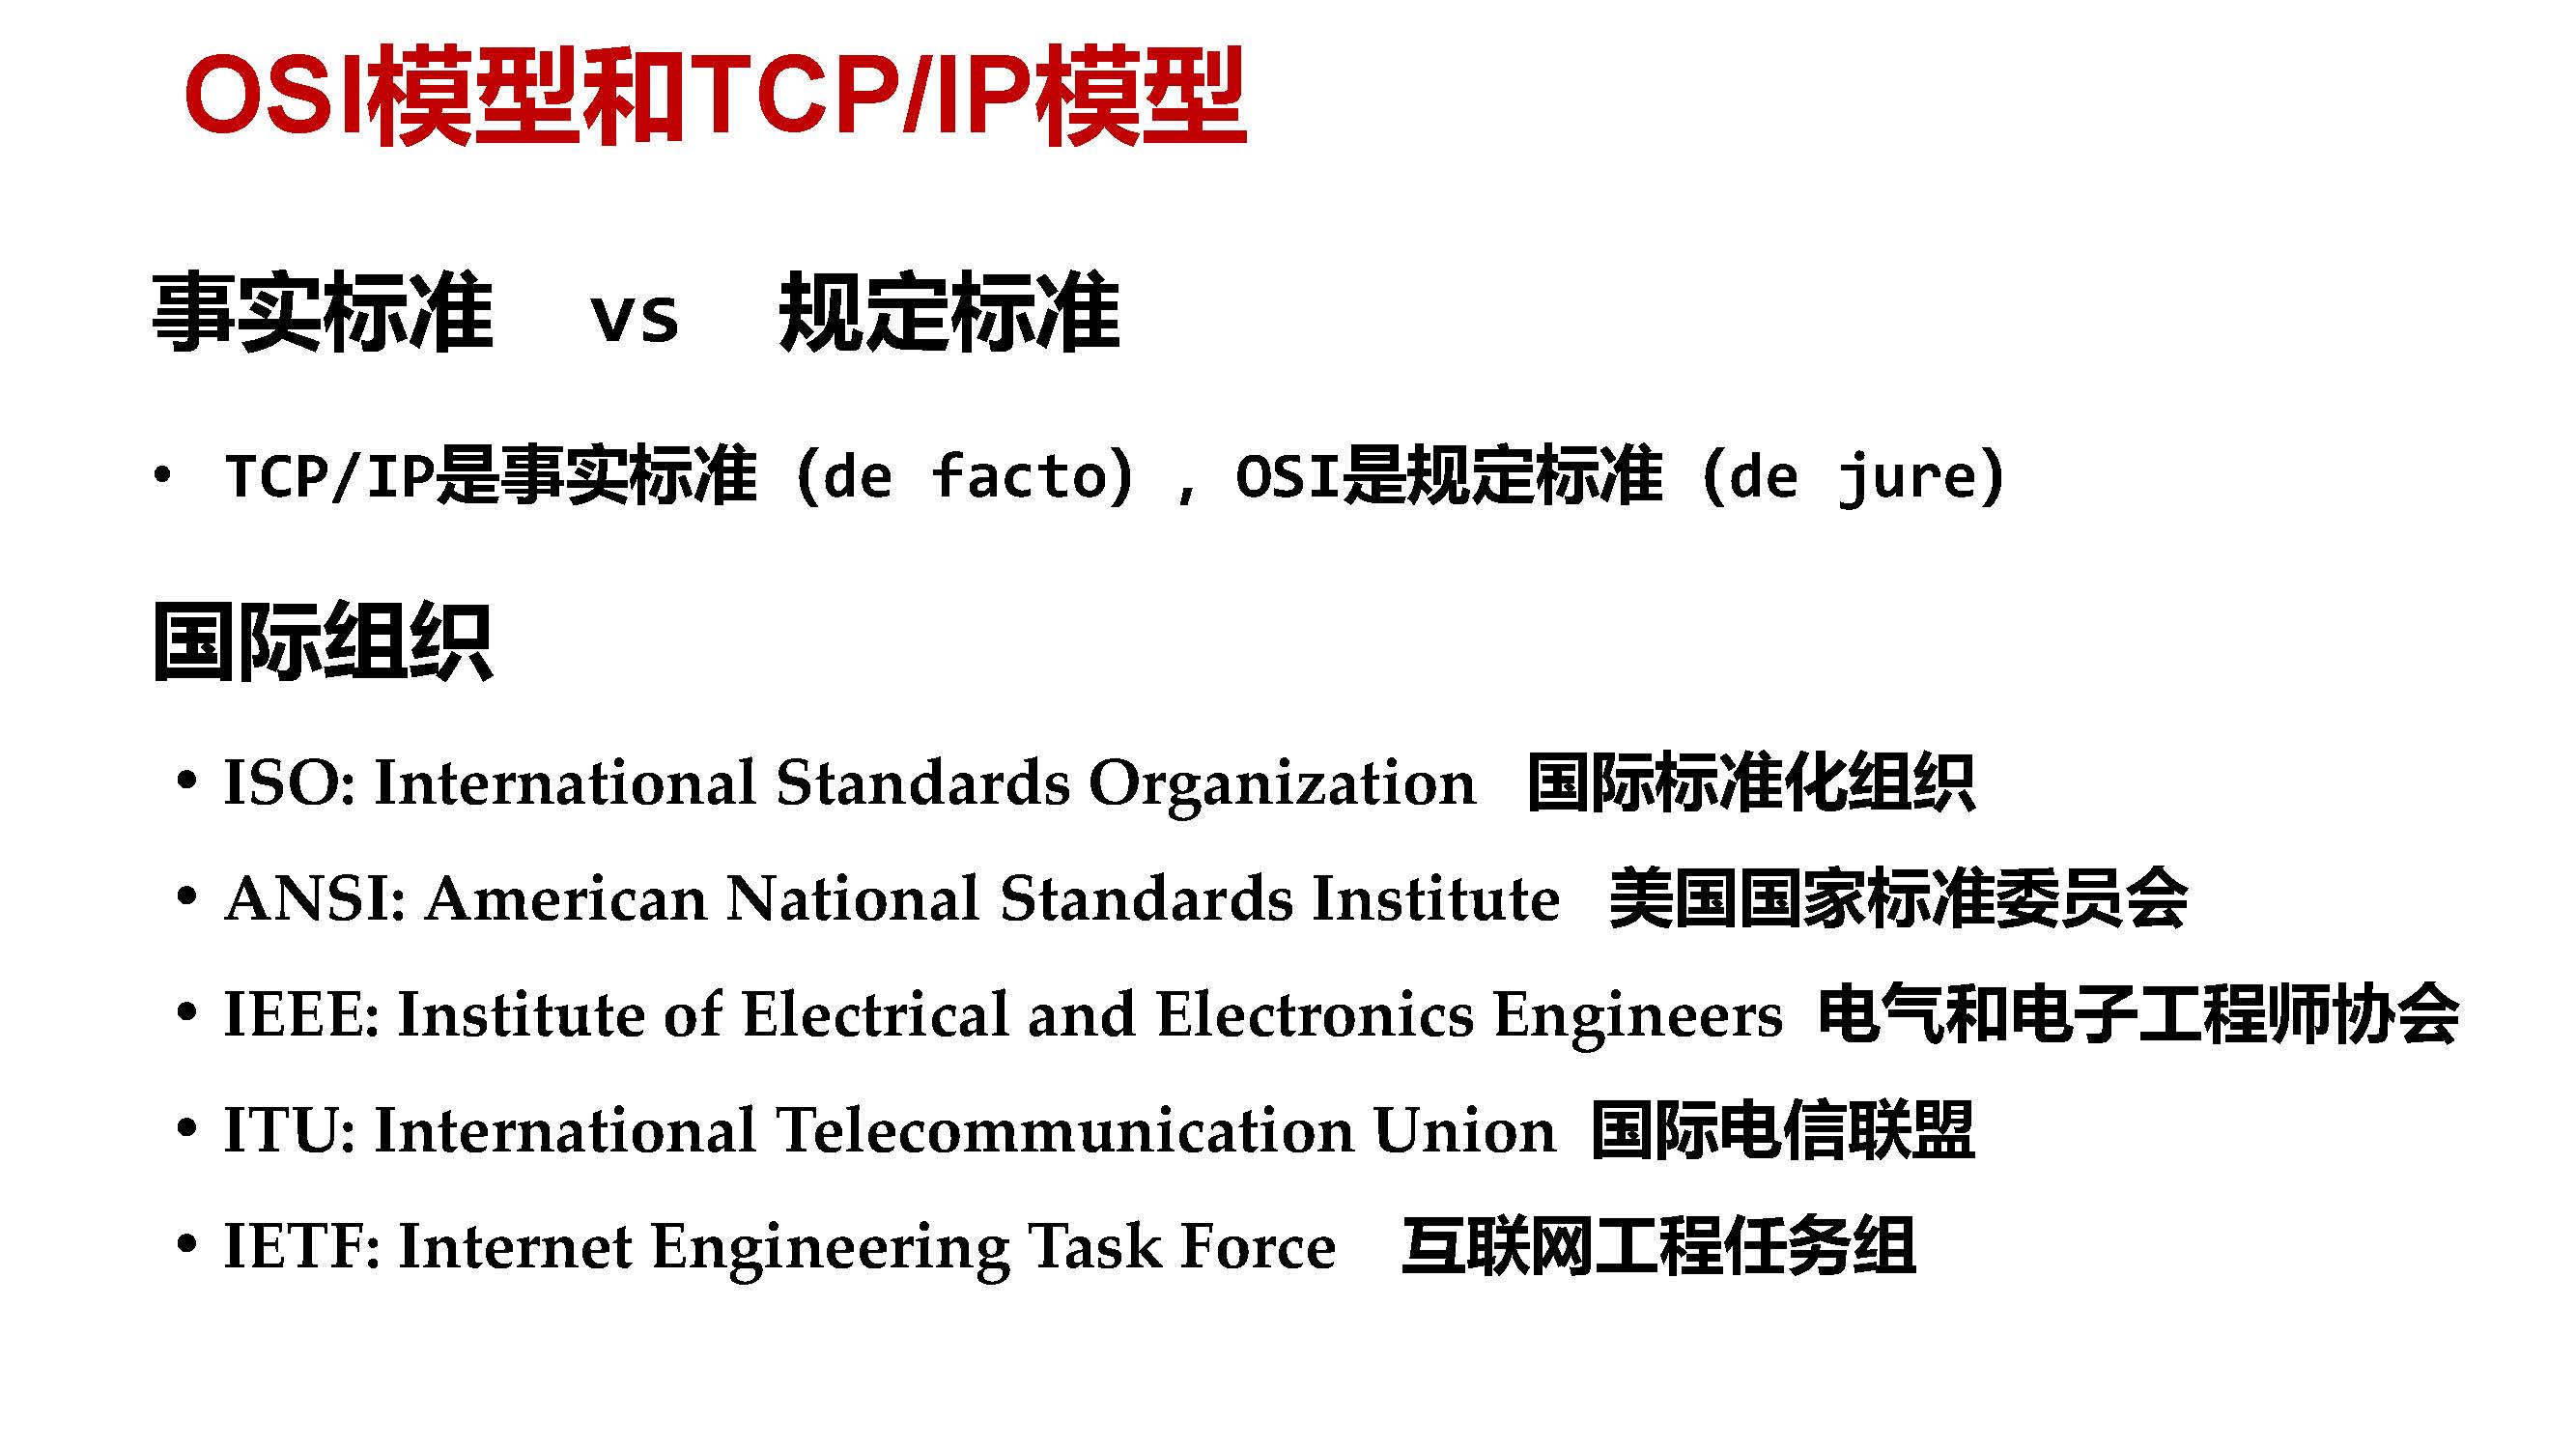 OSI模型和TCP/IP模型
事实标准 vs 规定标准
• TCP/IP是事实标准（de facto）, OSI是规定标准（de jure）
国际组织
• ISO: International Standards Organization 国际标准化组织
• ANSI: American National Standards Institute 美国国家标准委员会
• IEEE: Institute of Electrical and Electronics Engineers 电气和电子工程师协会
• ITU: International Telecommunication Union 国际电信联盟
• IETF: Internet Engineering Task Force 互联网工程任务组